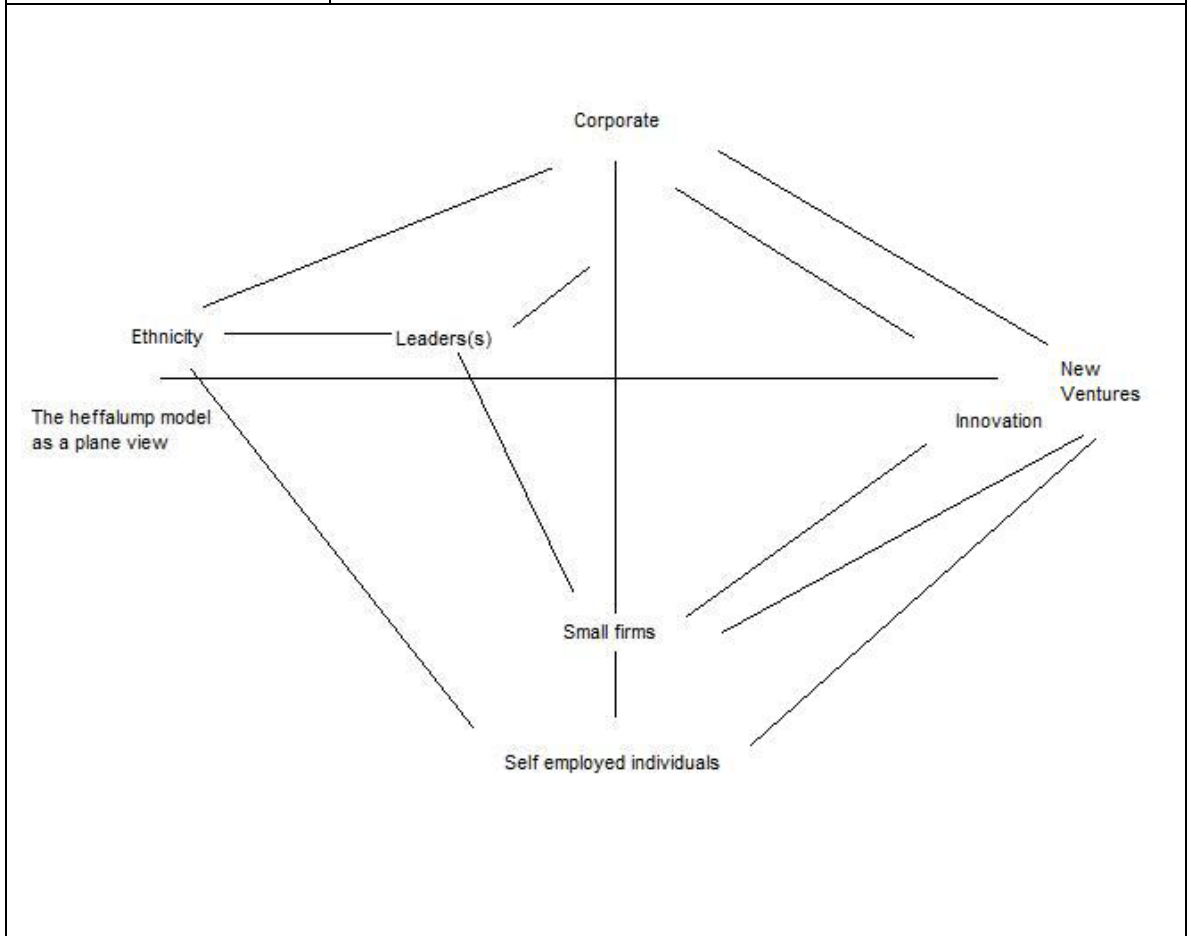 Corporate
Ethnicity
Leaders(s)
New
Ventures
The heffalump model
as a plane view
Innovation
Small firms
Self employed individuals